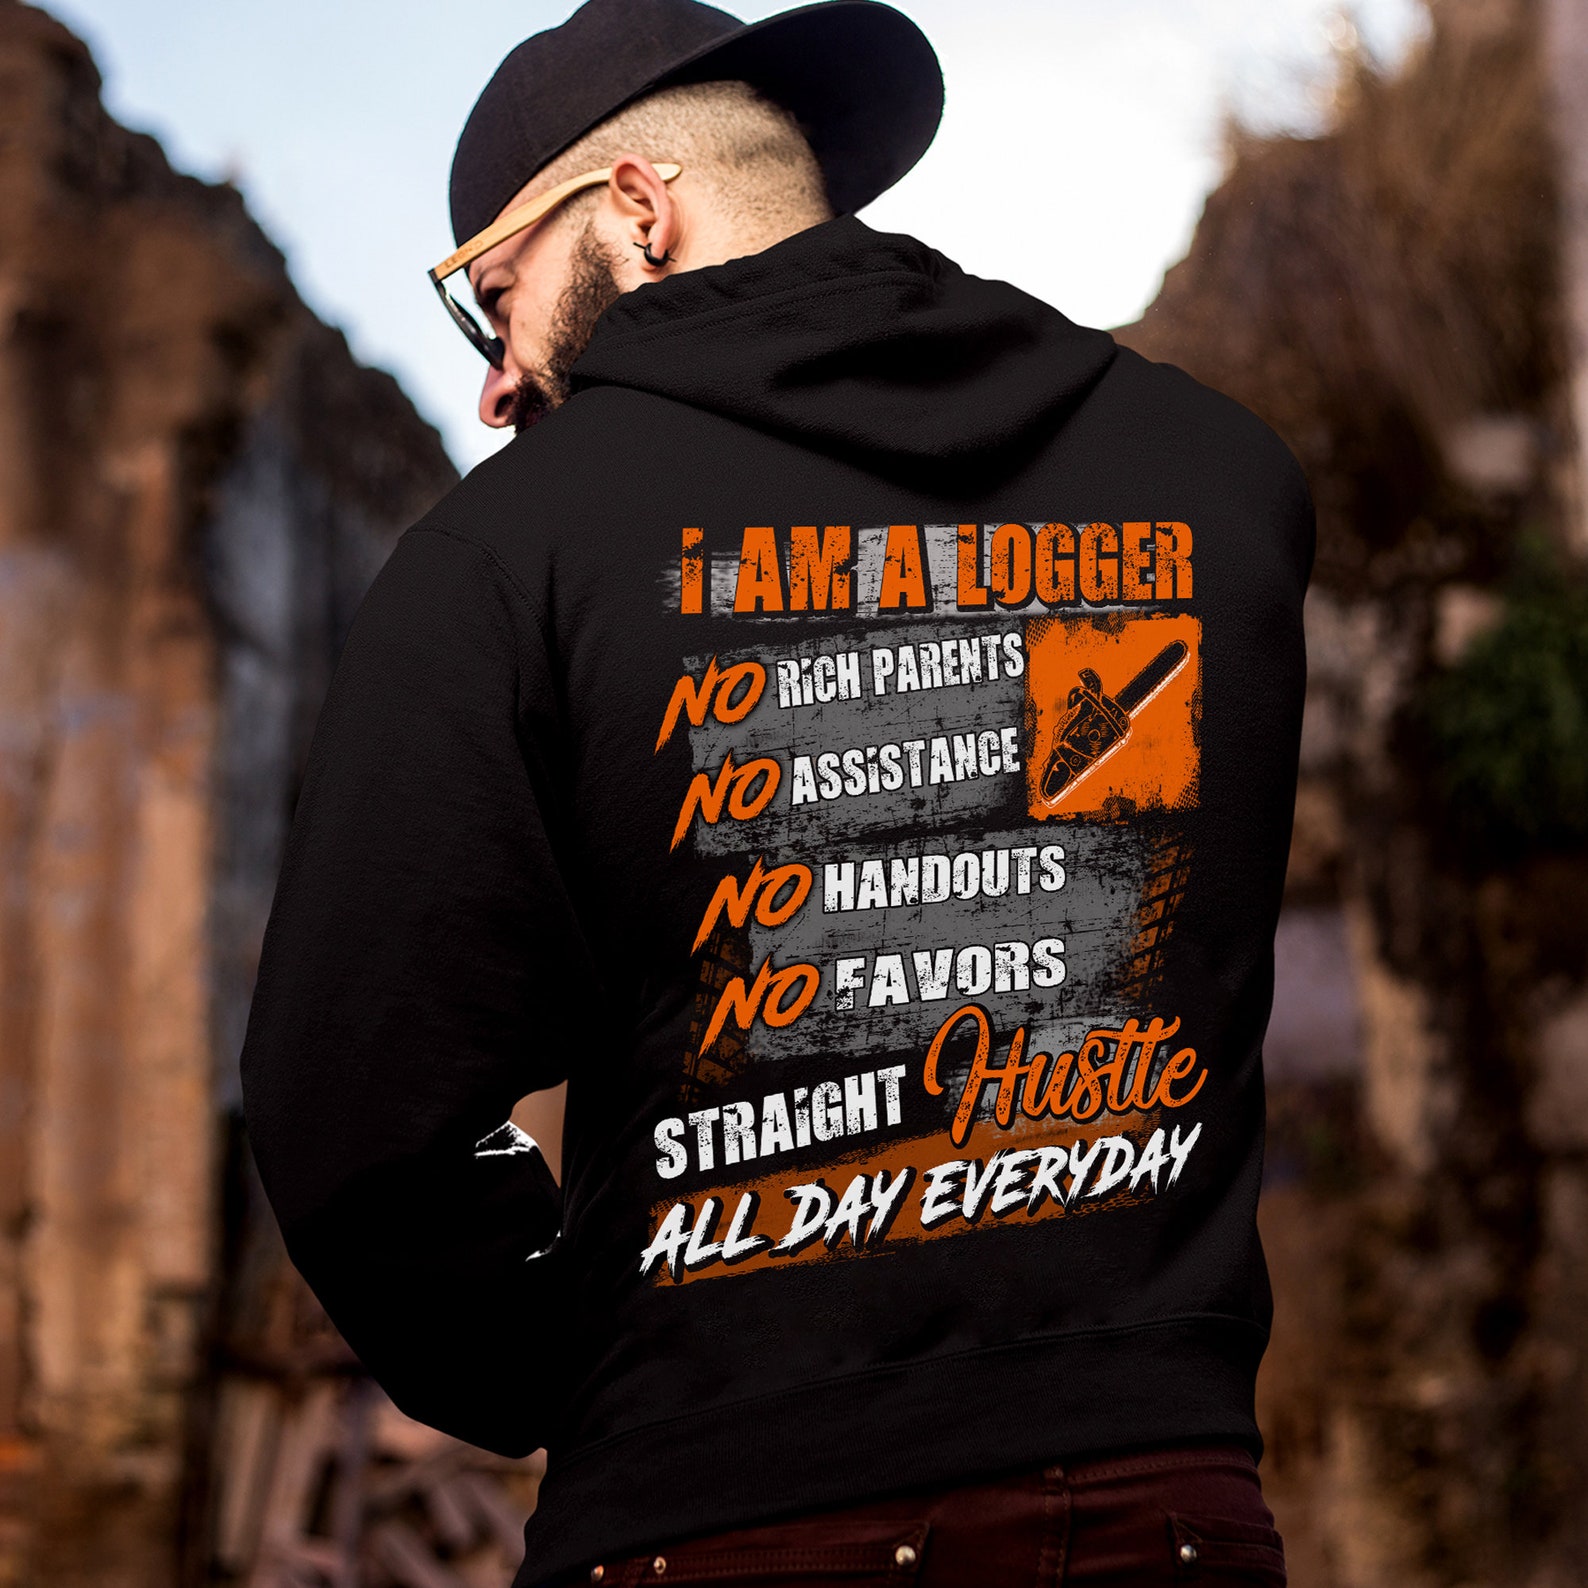 I AM A LOGGER
NO RICH PARENTS
NO ASSISTANCE
NO HANDOUTS
NO FAVORS
STRAIGHT Hustle
ALL DAY EVERYDAY